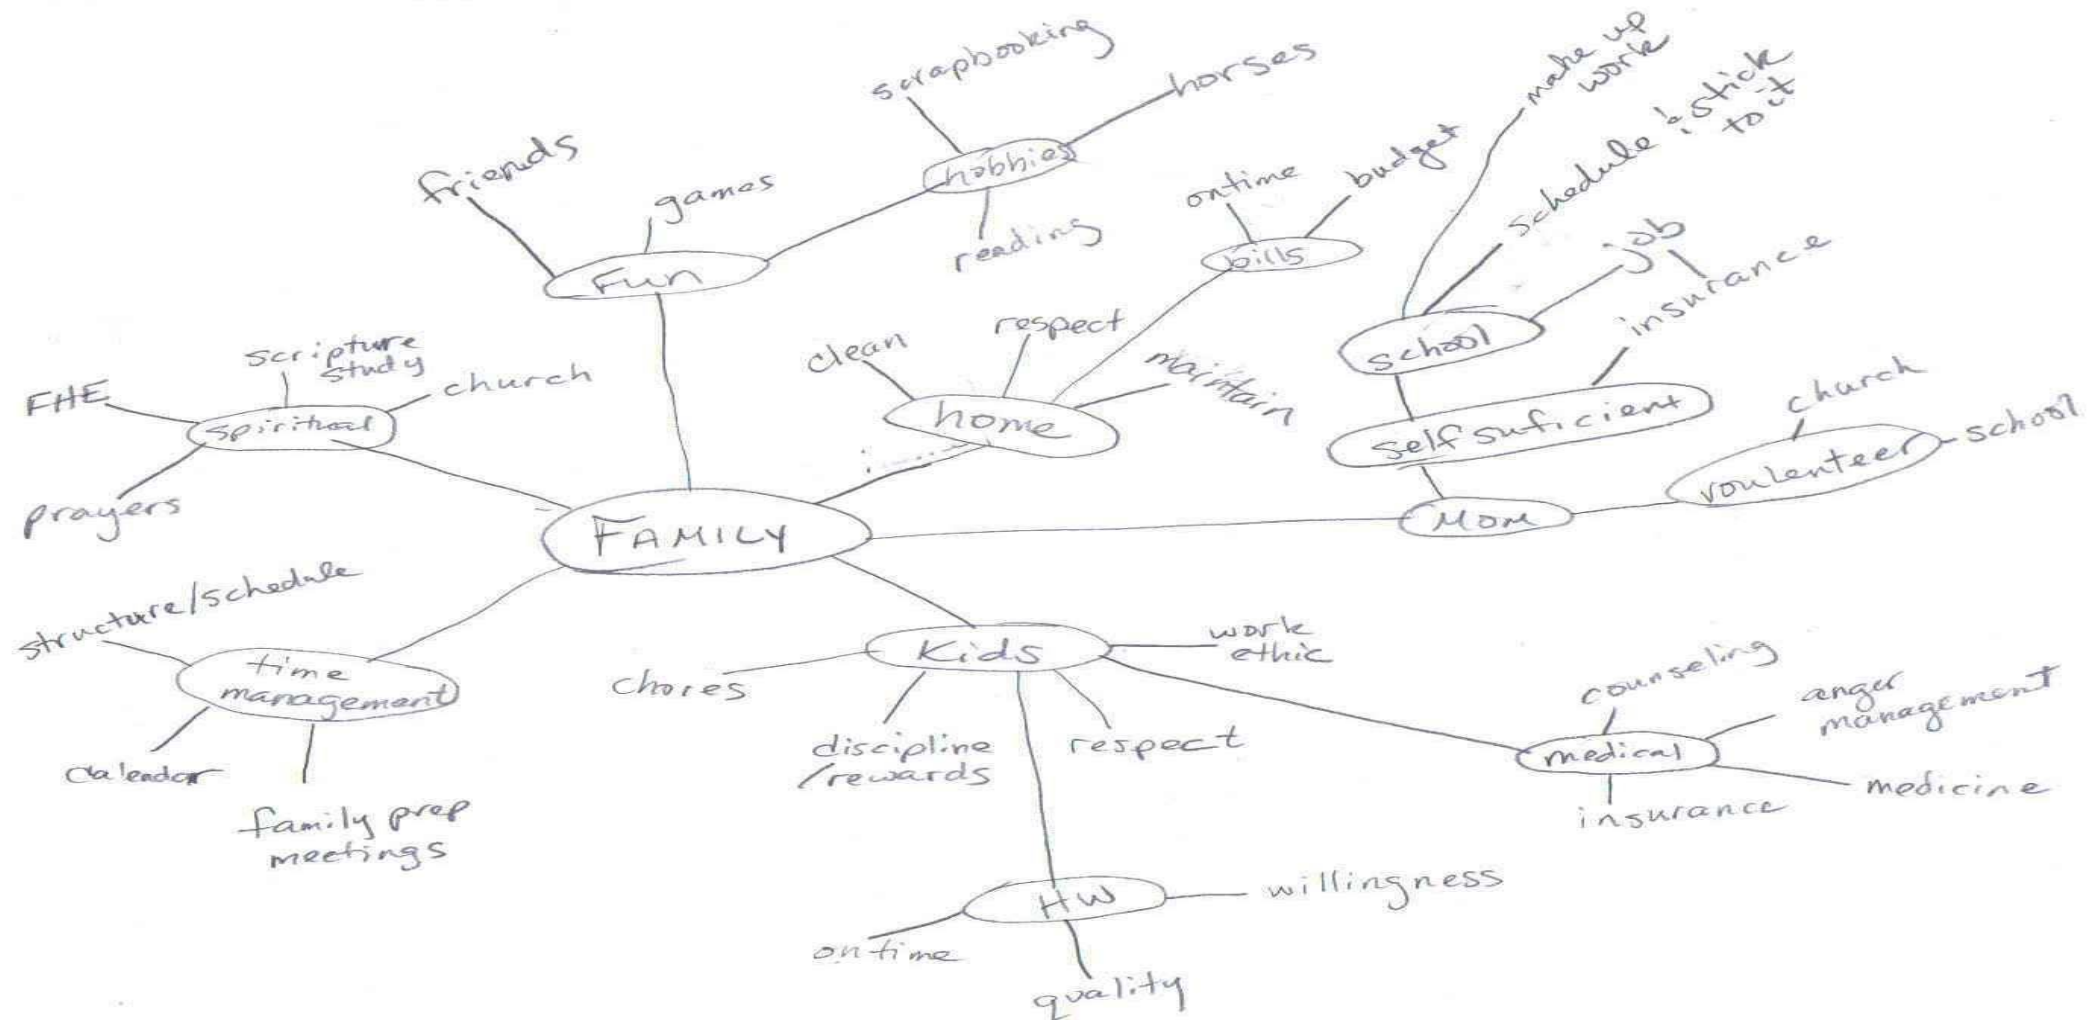 scrapbooking
horses
make up
work
schedule & stick
to it
friends
games
hobbies
reading
ontime
budget
bills
job
insurance
Fun
school
scripture
study
church
FHE
spiritual
prayers
clean
respect
maintain
home
self suficient
church
school
voulenteer
Mom
FAMILY
structure/schedule
time
management
Calendar
family prep
meetings
Kids
work
ethic
chores
discipline
/rewards
respect
counseling
anger
management
medical
medicine
insurance
HW
willingness
on time
quality